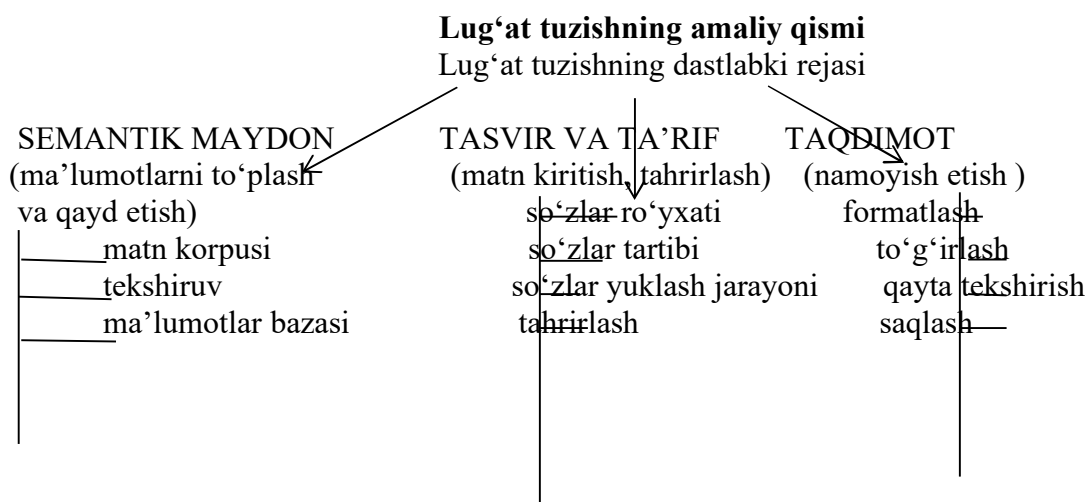 Lug‘at tuzishning amaliy qismi
Lug‘at tuzishning dastlabki rejasi
SEMANTIK MAYDON TASVIR VA TA’RIF TAQDIMOT
(ma’lumotlarni to‘plash (matn kiritish, tahrirlash) (namoyish etish )
va qayd etish) so‘zlar ro‘yxati formatlash
matn korpusi so‘zlar tartibi to‘g‘irlash
tekshiruv so‘zlar yuklash jarayoni qayta tekshirish
ma’lumotlar bazasi tahrirlash saqlash